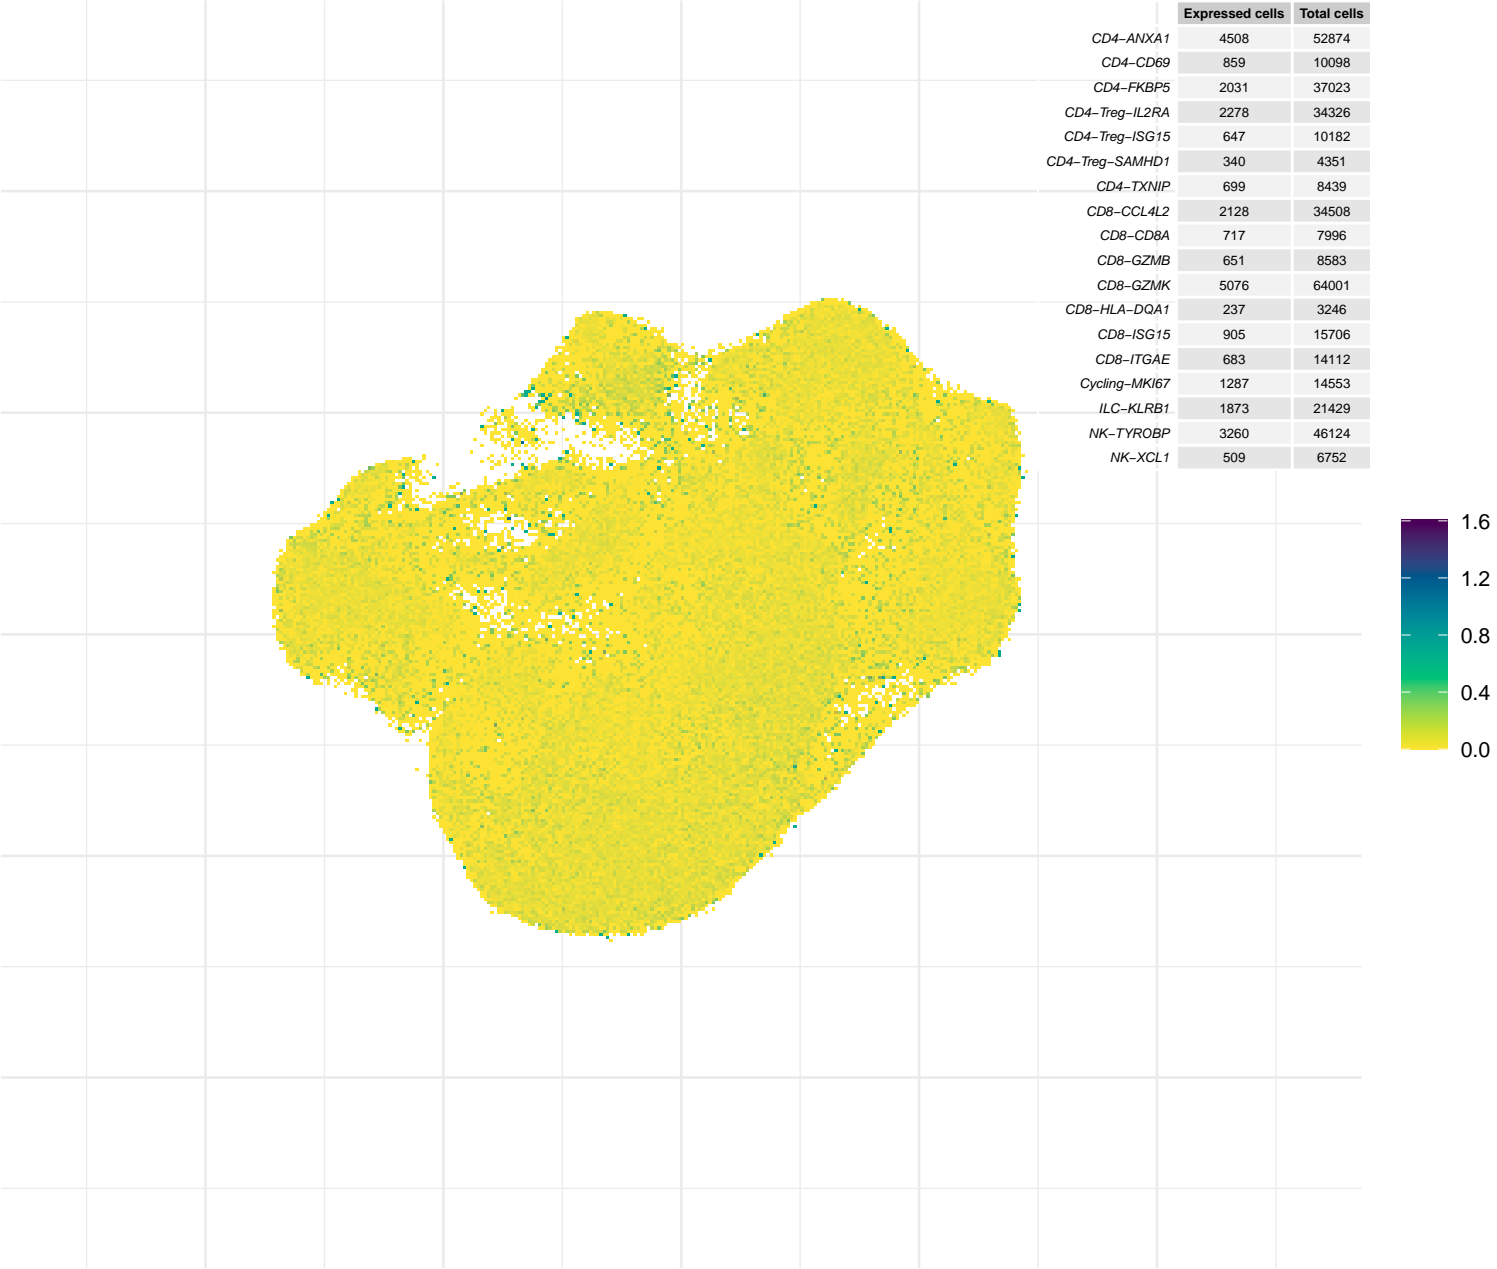 Expressed cells Total cells
CD4−ANXA1 4508 52874
CD4−CD69 859 10098
CD4−FKBP5 2031 37023
CD4−Treg−IL2RA 2278 34326
CD4−Treg−ISG15 647 10182
CD4−Treg−SAMHD1 340 4351
CD4−TXNIP 699 8439
CD8−CCL4L2 2128 34508
CD8−CD8A 717 7996
CD8−GZMB 651 8583
CD8−GZMK 5076 64001
CD8−HLA−DQA1 237 3246
CD8−ISG15 905 15706
CD8−ITGAE 683 14112
Cycling−MKI67 1287 14553
ILC−KLRB1 1873 21429
NK−TYROBP 3260 46124
NK−XCL1 509 6752
1.6
1.2
0.8
0.4
0.0